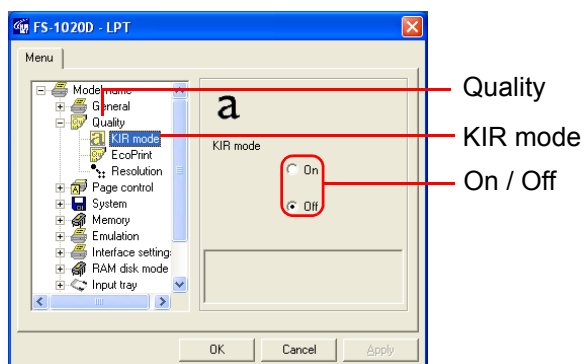 FS-1020D - LPT
Menu
Model name
General
Quality
KIR mode
EcoPrint
Resolution
Page control
System
Memory
Emulation
Interface setting
RAM disk mode
Input tray
a
KIR mode
On
Off
OK
Cancel
Apply
Quality
KIR mode
On / Off